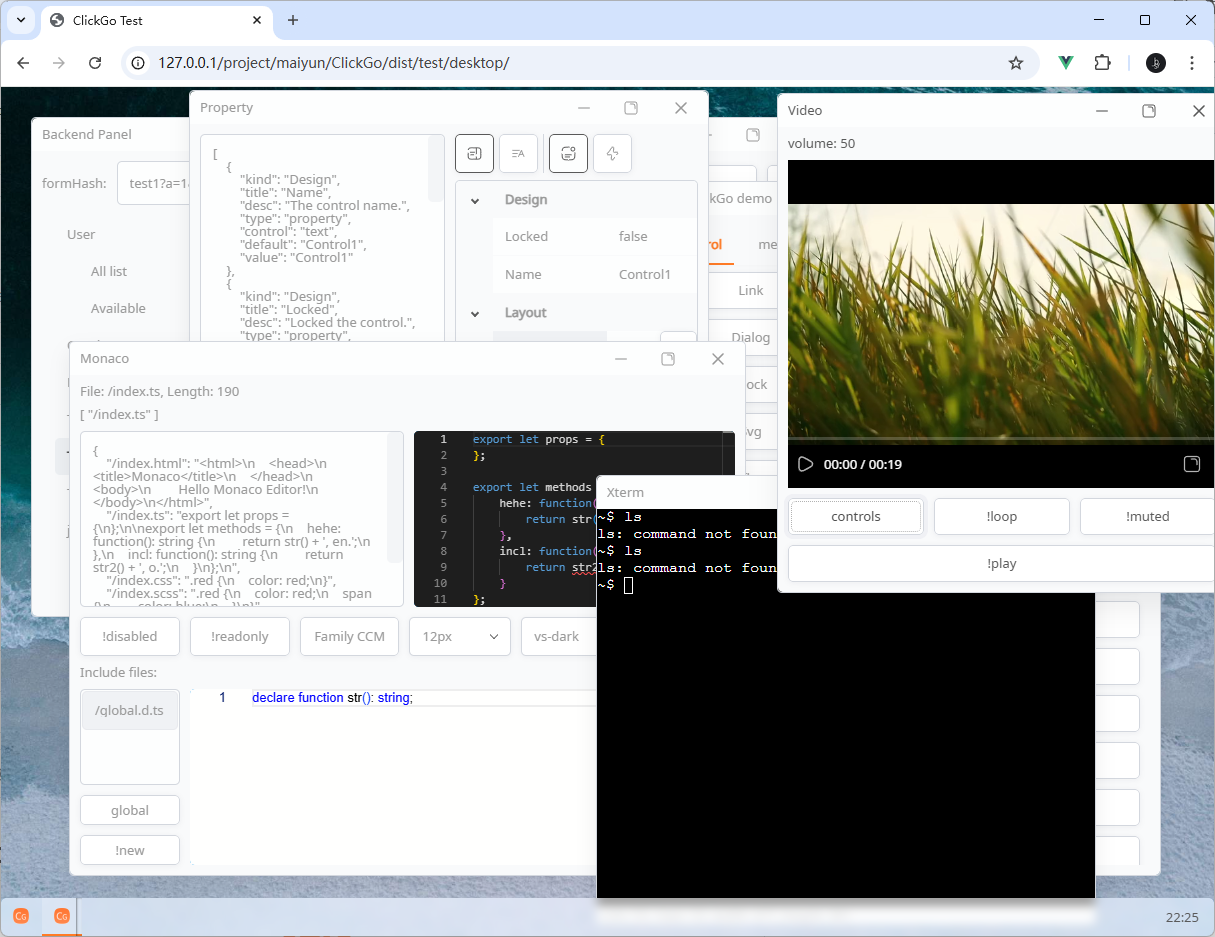 ClickGo Test
127.0.0.1/project/maiyun/ClickGo/dist/test/desktop/
Backend Panel
formHash:
test1?a=1
User
All list
Available
Property
[
{
"kind": "Design",
"title": "Name",
"desc": "The control name.",
"type": "property",
"control": "text",
"default": "Control1",
"value": "Control1"
},
{
"kind": "Design",
"title": "Locked",
"desc": "Locked the control.",
"type": "property",
Design
Locked false
Name Control1
Layout
kGo demo
rol
me
Link
Dialog
ock
vg
Video
volume: 50
00:00 / 00:19
controls
!loop
!muted
!play
Monaco
File: /index.ts, Length: 190
[ "/index.ts" ]
{
"/index.html": "<html>\n    <head>\n
<title>Monaco</title>\n    </head>\n
<body>\n        Hello Monaco Editor!\n
</body>\n</html>",
"/index.ts": "export let props =
{\n};\n\nexport let methods = {\n    hehe:
function(): string {\n        return str() + ', en.';\n
},\n    incl: function(): string {\n        return
str2() + ', o.';\n    }\n};\n",
"/index.css": ".red {\n    color: red;\n}",
"/index.scss": ".red {\n    color: red;\n    span
{\n        color: blue;\n    }\n}"
1 export let props = {
2 };
3
4 export let methods
5 hehe: function(
6 return str(
7 },
8 incl: function(
9 return str2
10 }
11 };
Xterm
~$ ls
ls: command not foun
~$ ls
ls: command not foun
~$
!disabled
!readonly
Family CCM
12px
vs-dark
Include files:
/global.d.ts
global
!new
1 declare function str(): string;
CG
CG
22:25